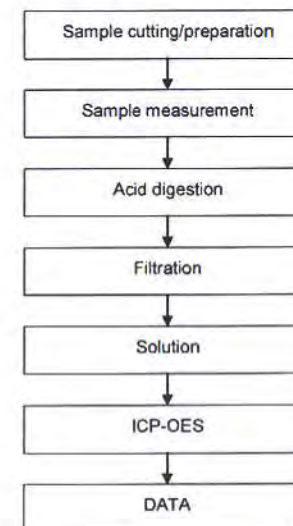 Sample cutting/preparation
Sample measurement
Acid digestion
Filtration
Solution
ICP-OES
DATA